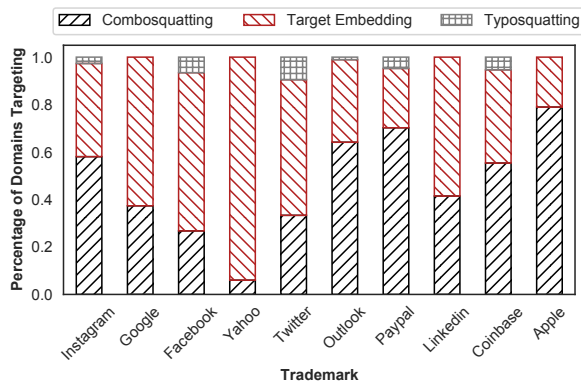 Combosquatting Target Embedding Typosquatting
Percentage of Domains Targeting
1.0
0.8
0.6
0.4
0.2
0.0
Instagram Google Facebook Yahoo Twitter Outlook Paypal Linkedin Coinbase Apple
Trademark